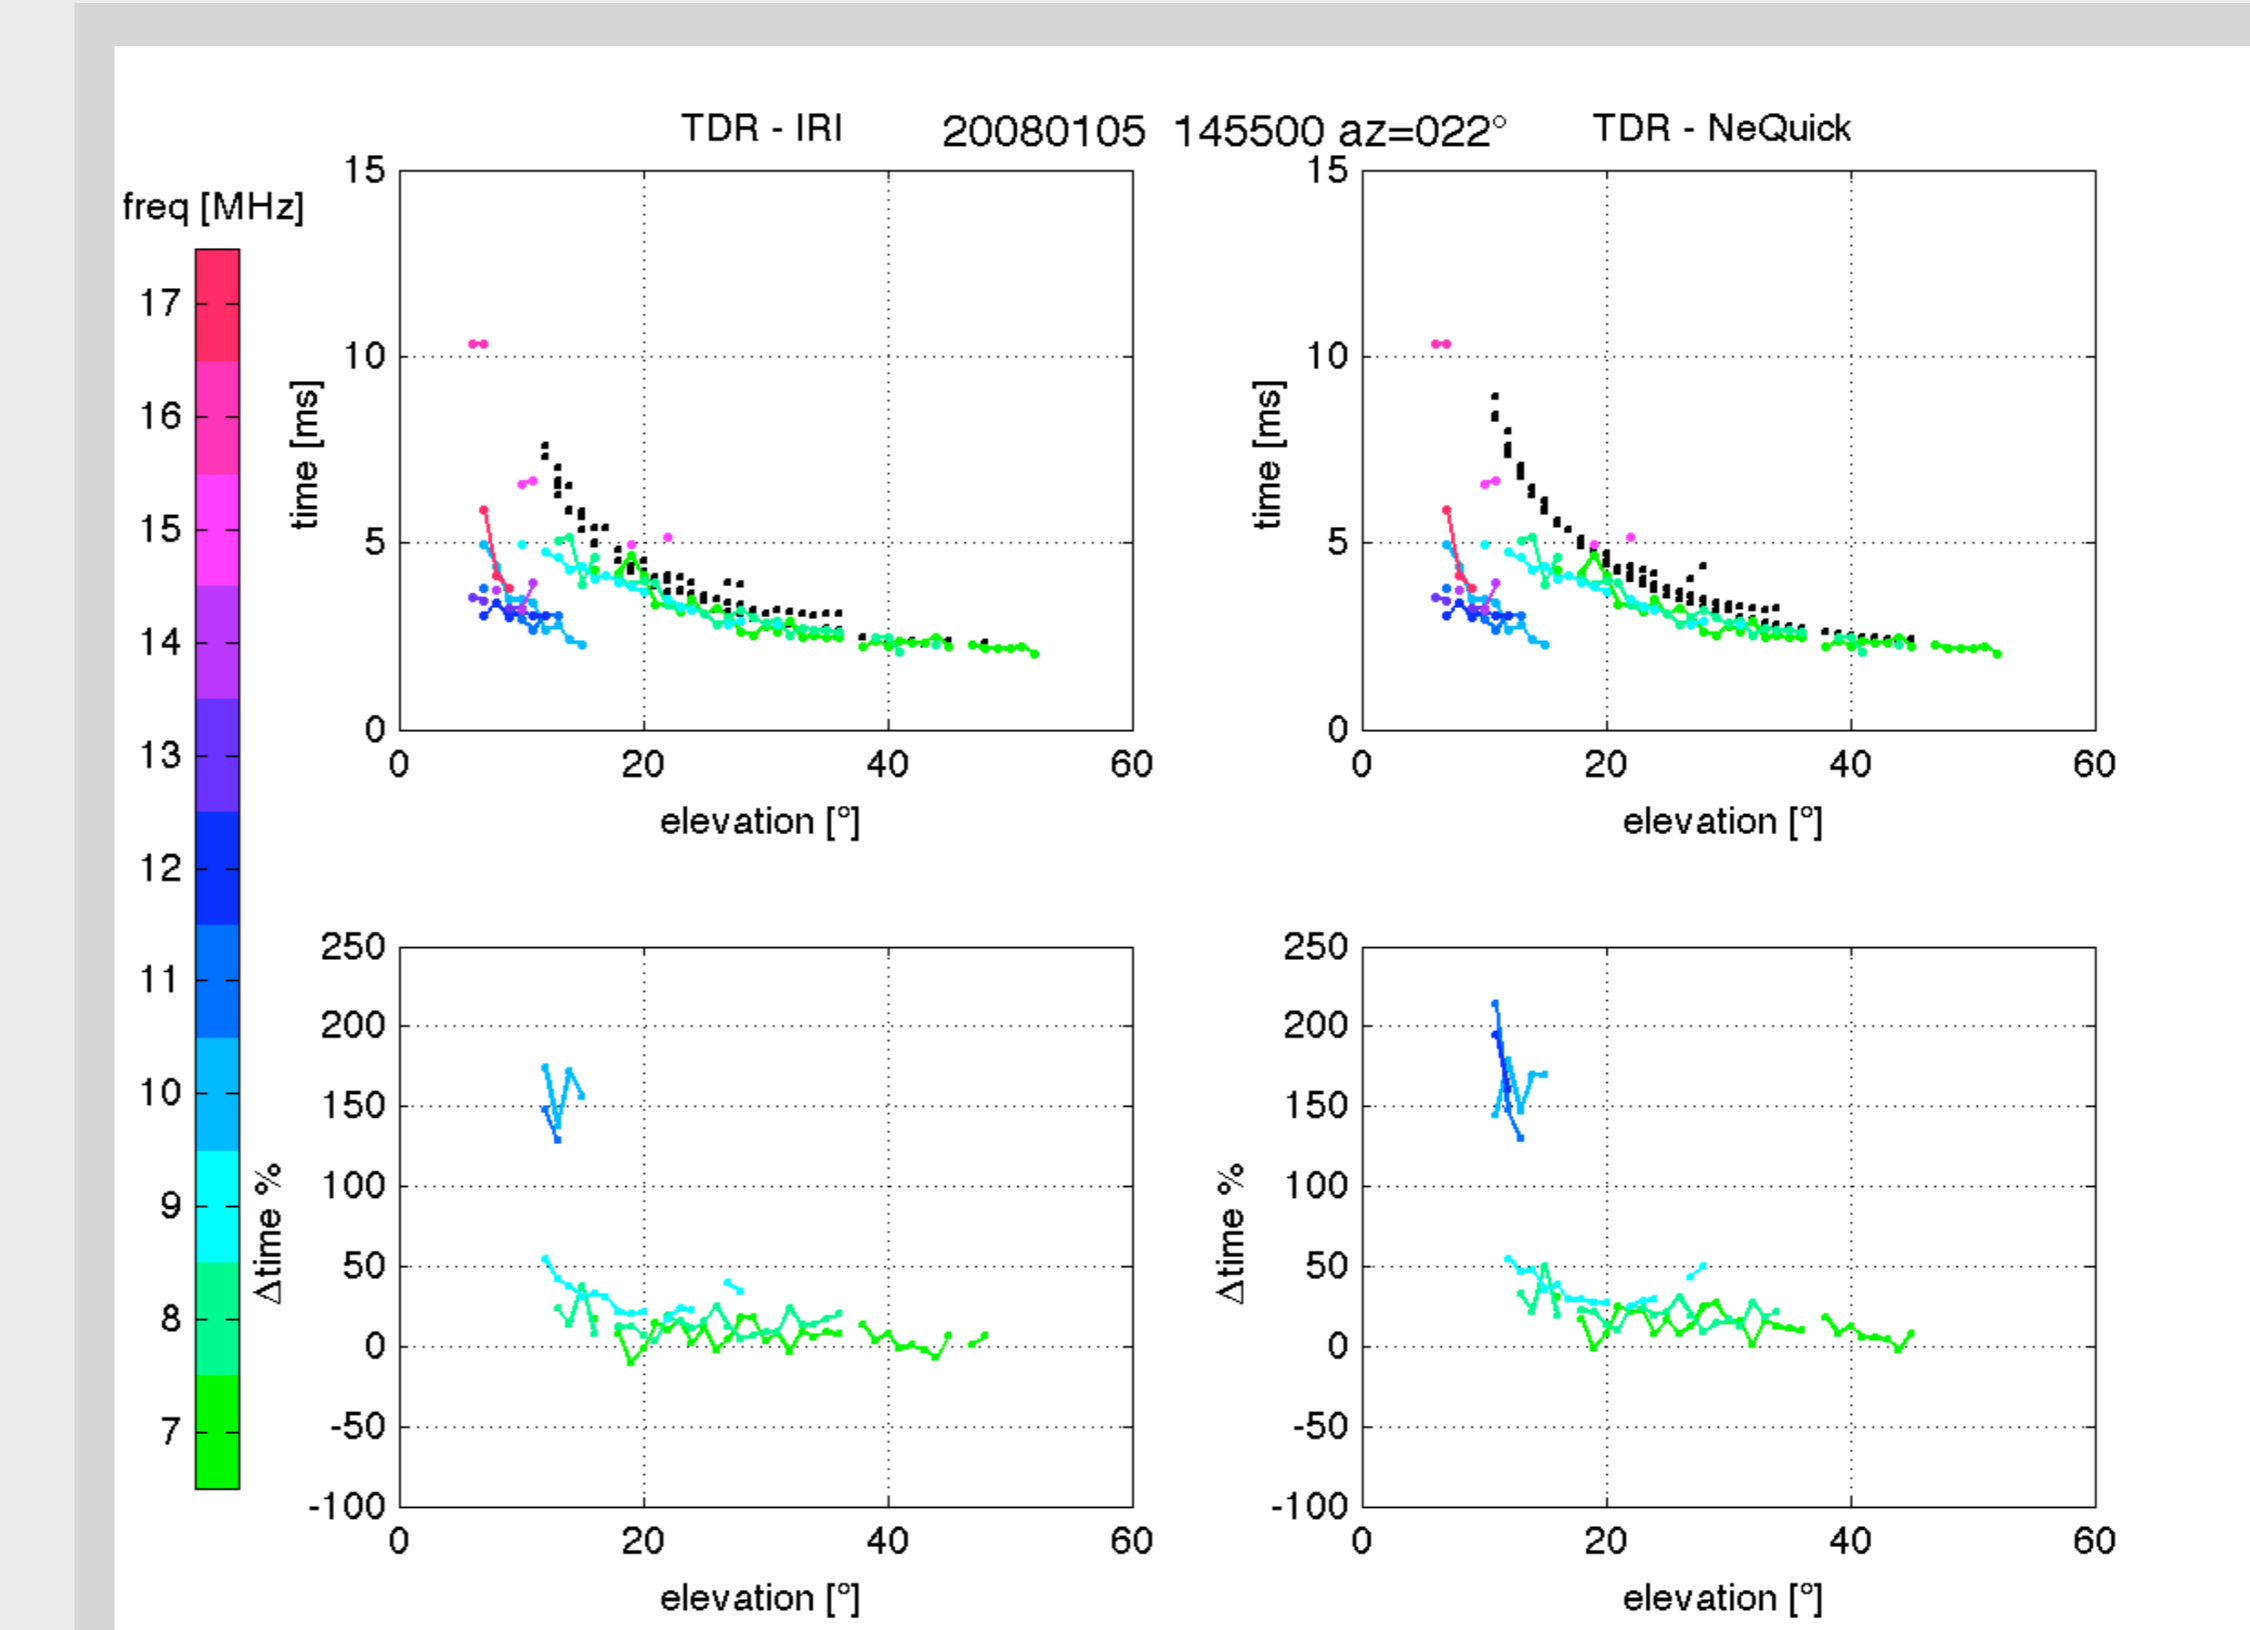 TDR - IRI 20080105 145500 az=022° TDR - NeQuick
freq [MHz]
17
16
15
14
13
12
11
10
9
8
7
time [ms]
15
10
5
0
0 20 40 60
elevation [°]
time [ms]
15
10
5
0
0 20 40 60
elevation [°]
Δtime %
250
200
150
100
50
0
-50
-100
0 20 40 60
elevation [°]
Δtime %
250
200
150
100
50
0
-50
-100
0 20 40 60
elevation [°]